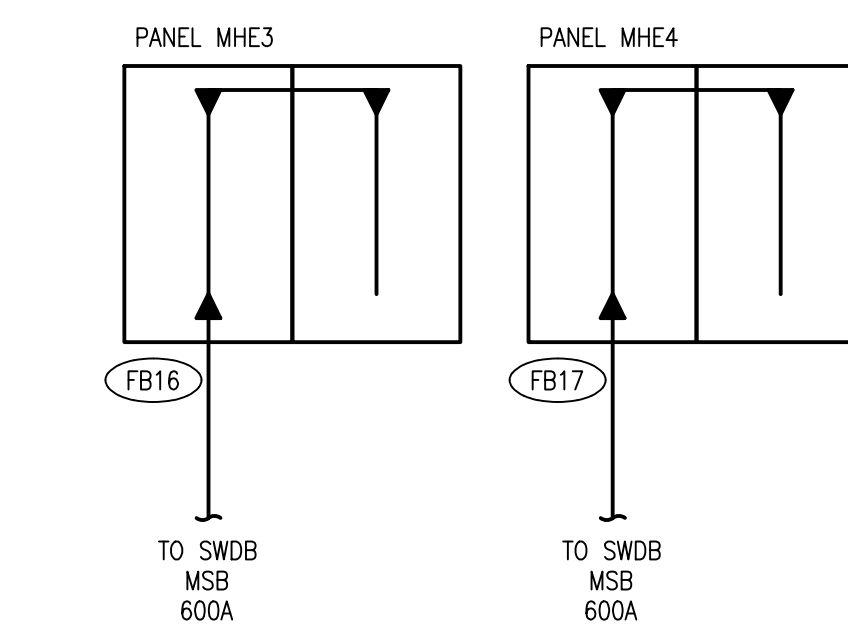 PANEL MHE3
PANEL MHE4
FB16
FB17
TO SWDB
MSB
600A
TO SWDB
MSB
600A